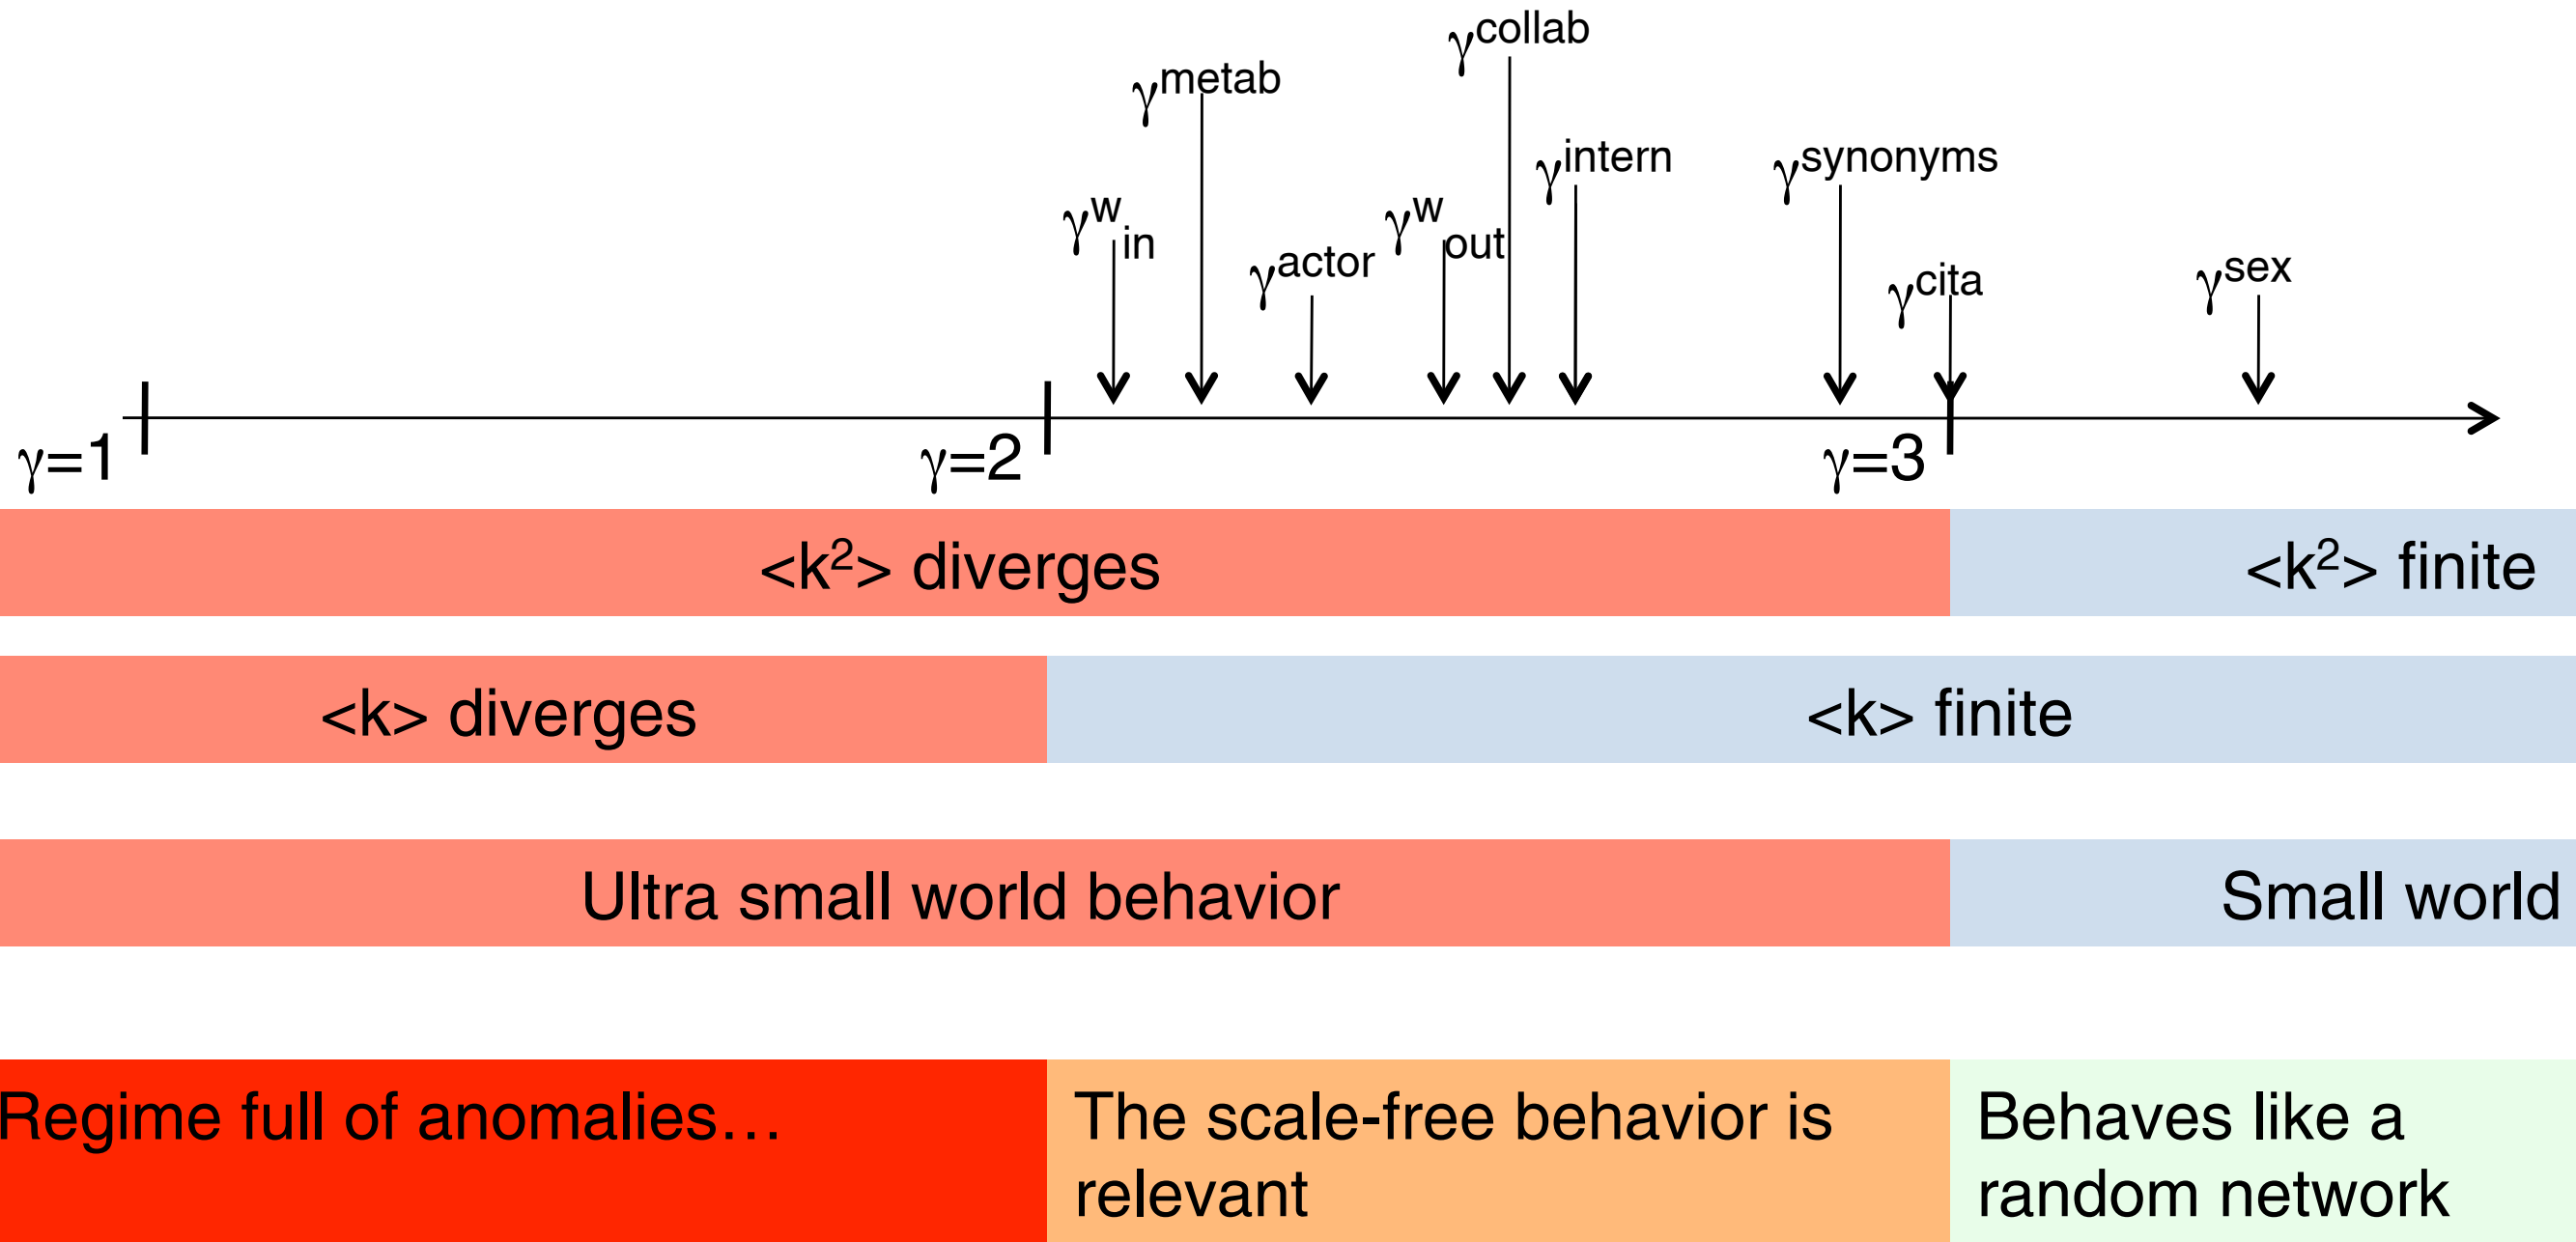 γcollab
γmetab
γintern
γsynonyms
γw in
γw out
γactor
γcita
γsex
γ=1
γ=2
γ=3
<k²> diverges
<k²> finite
<k> diverges
<k> finite
Ultra small world behavior
Small world
Regime full of anomalies…
The scale-free behavior is
relevant
Behaves like a
random network